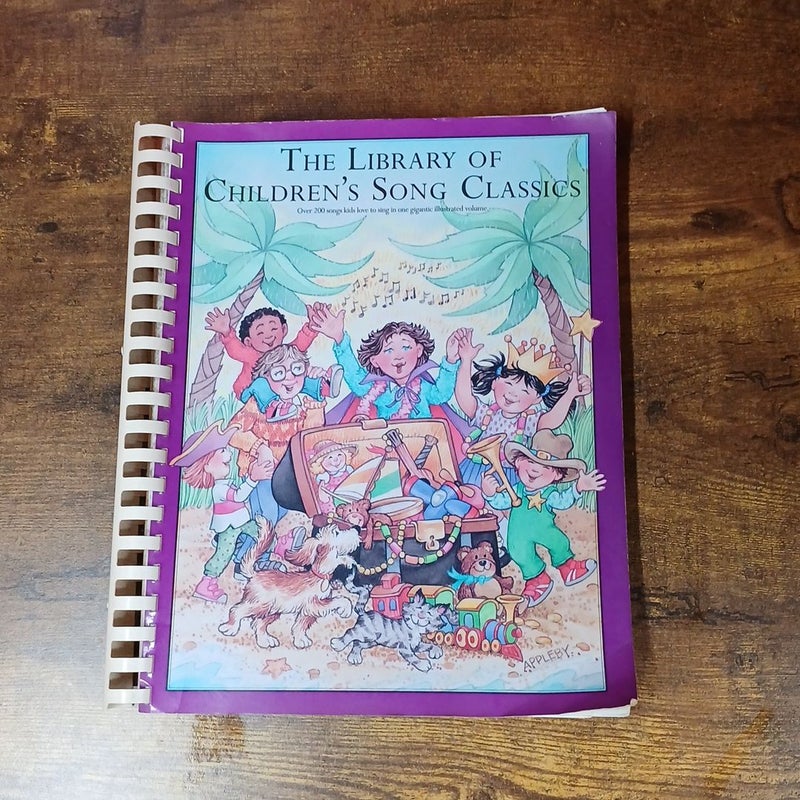 THE LIBRARY OF
CHILDREN'S SONG CLASSICS
Over 200 songs kids love to sing in one gigantic illustrated volume.
APPLEBY